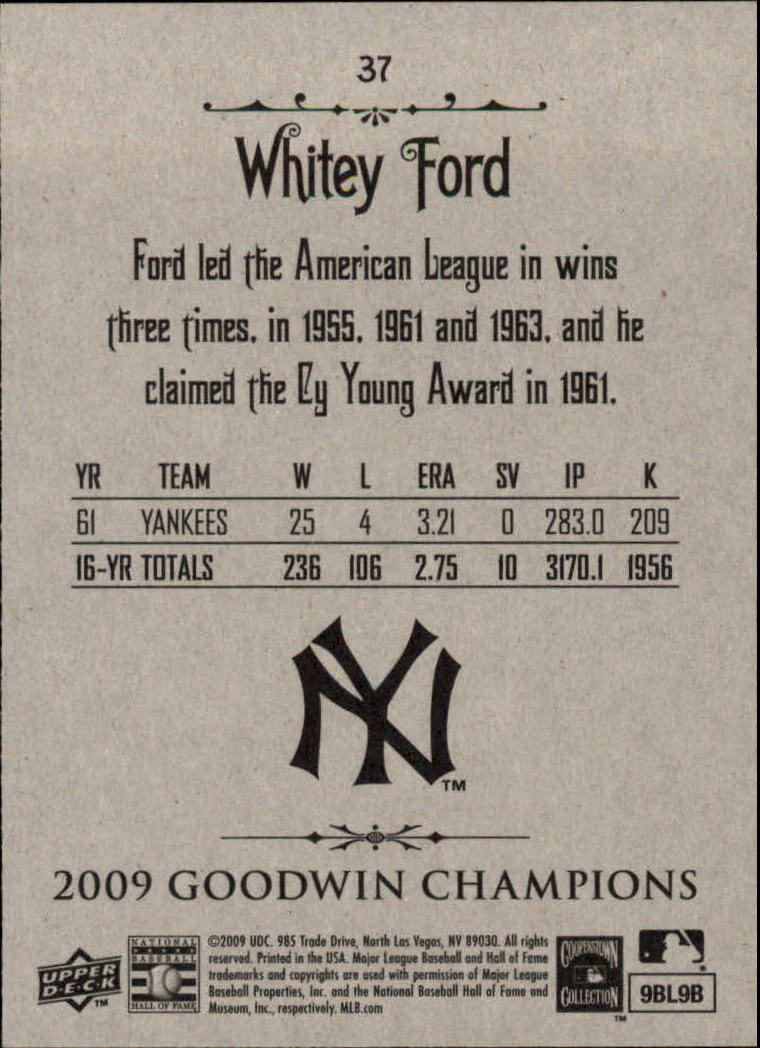 37
Whitey Ford
Ford led the American League in wins
three times, in 1955, 1961 and 1963, and he
claimed the Cy Young Award in 1961.
YR TEAM W L ERA SV IP K
61 YANKEES 25 4 3.21 0 283.0 209
16-YR TOTALS 236 106 2.75 10 3170.1 1956
NY
TM
2009 GOODWIN CHAMPIONS
UPPER
D·E·C·K
TM
NATIONAL
BASEBALL
HALL OF FAME
©2009 UDC. 985 Trade Drive, North Las Vegas, NV 89030. All rights
reserved. Printed in the USA. Major League Baseball and Hall of Fame
trademarks and copyrights are used with permission of Major League
Baseball Properties, Inc. and the National Baseball Hall of Fame and
Museum, Inc., respectively. MLB.com
COOPERSTOWN
COLLECTION
TM
9BL9B